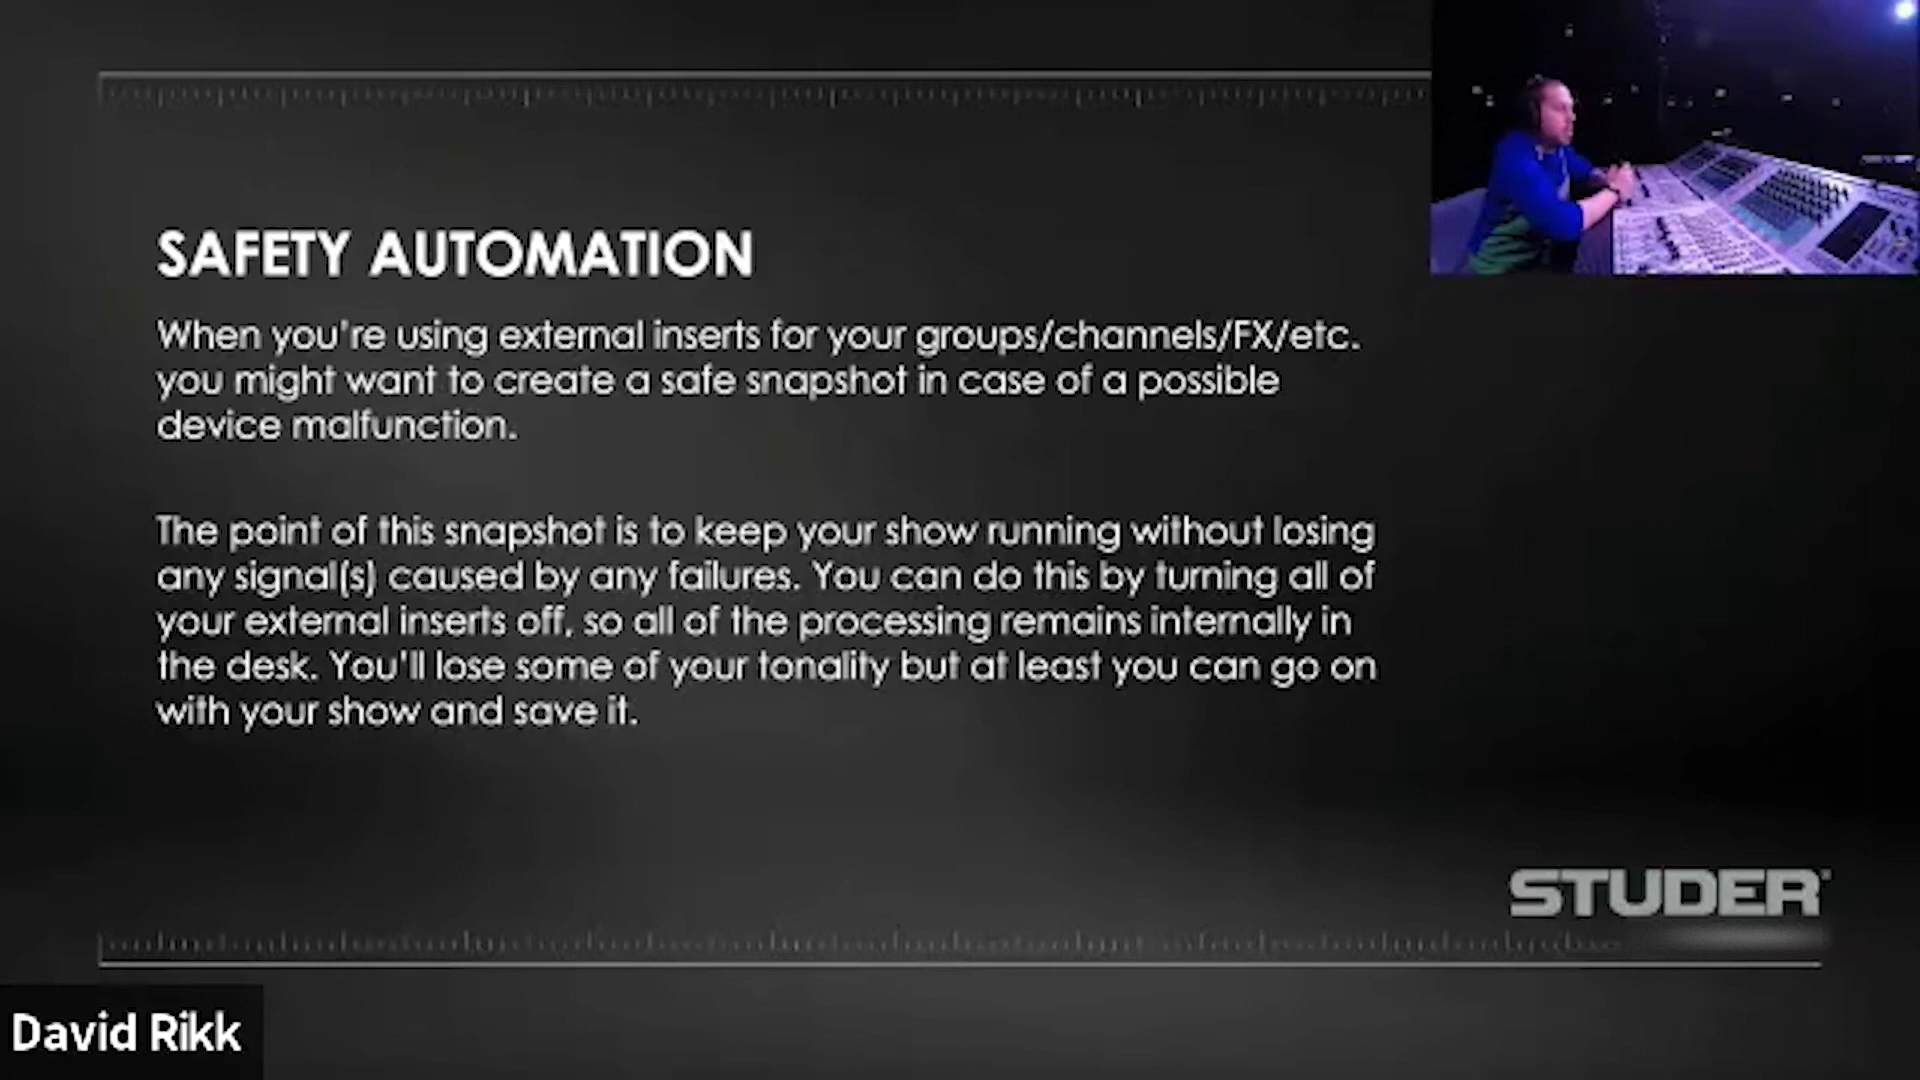 SAFETY AUTOMATION
When you're using external inserts for your groups/channels/FX/etc.
you might want to create a safe snapshot in case of a possible
device malfunction.
The point of this snapshot is to keep your show running without losing
any signal(s) caused by any failures. You can do this by turning all of
your external inserts off, so all of the processing remains internally in
the desk. You'll lose some of your tonality but at least you can go on
with your show and save it.
STUDER
David Rikk